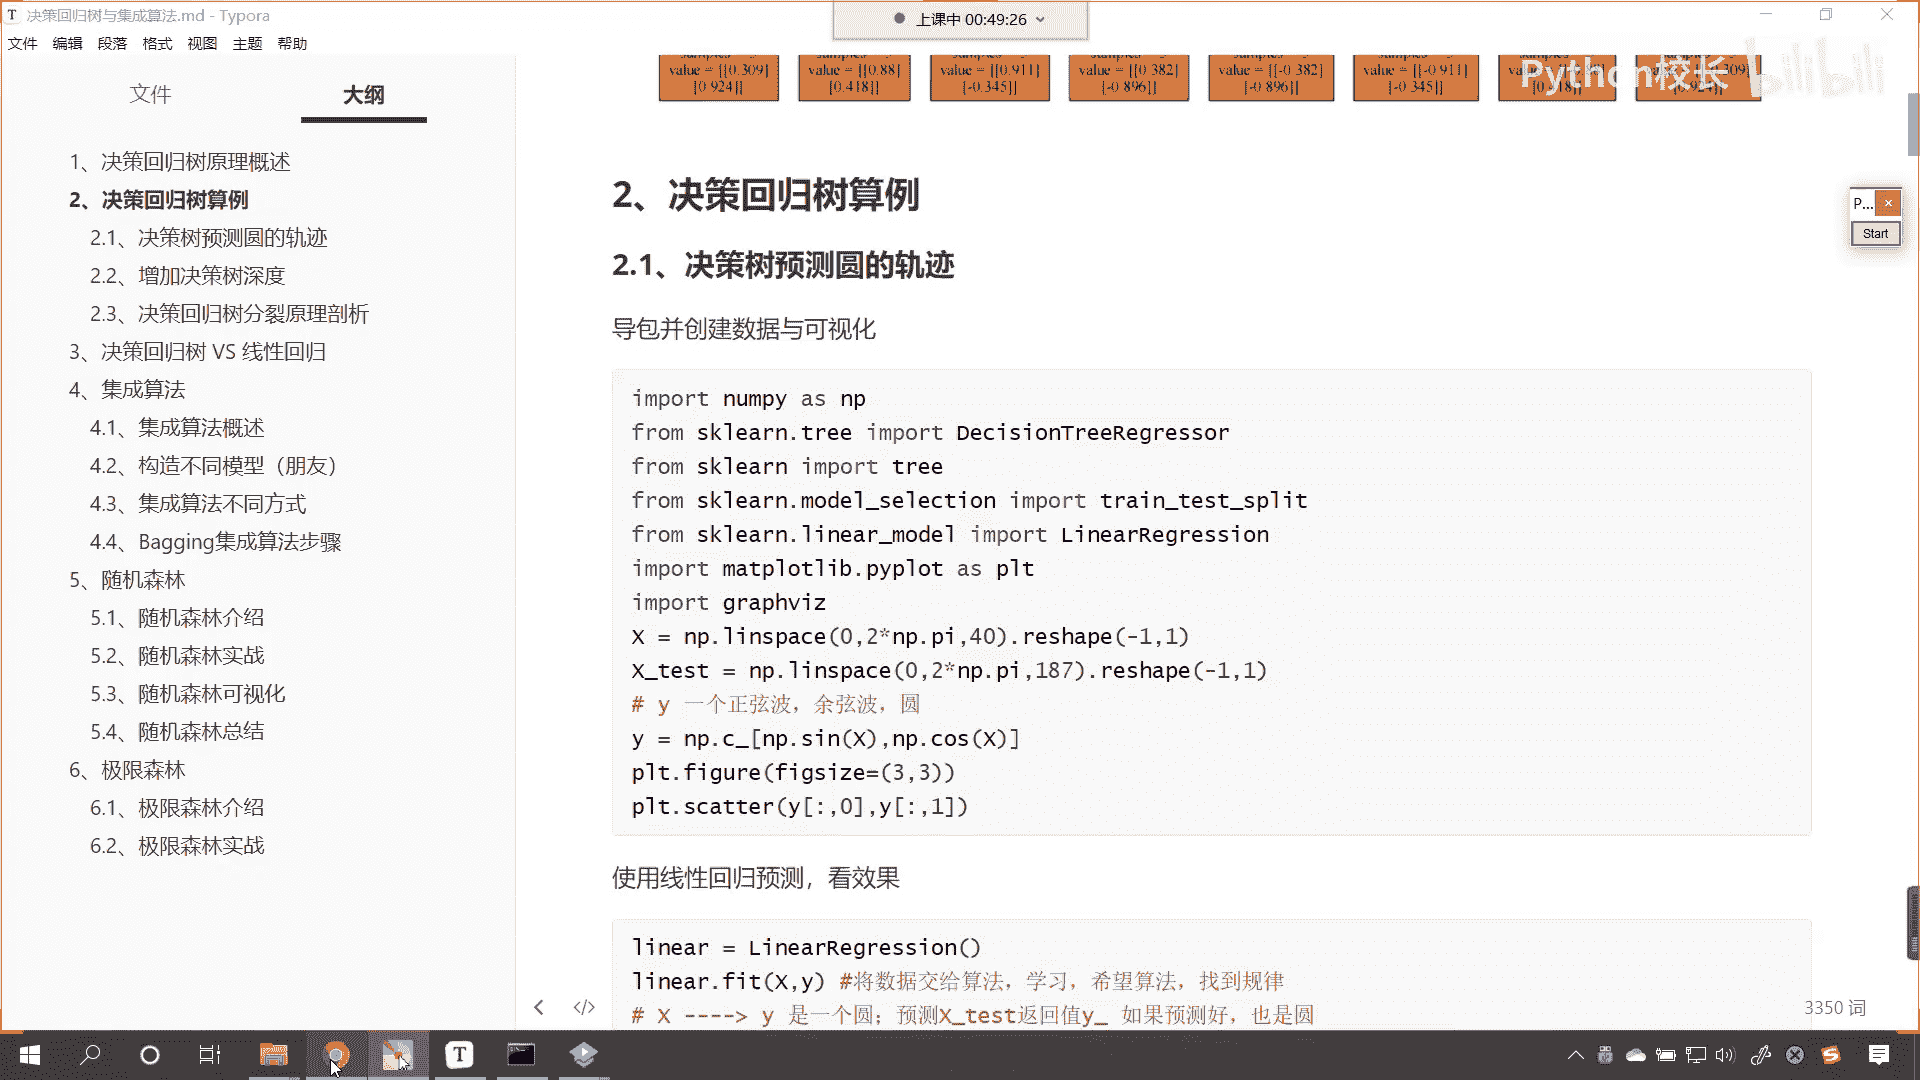 决策回归树与集成算法.md - Typora
上课中 00:49:26
文件 编辑 段落 格式 视图 主题 帮助
文件 大纲
1、决策回归树原理概述
2、决策回归树算例
2.1、决策树预测圆的轨迹
2.2、增加决策树深度
2.3、决策回归树分裂原理剖析
3、决策回归树 VS 线性回归
4、集成算法
4.1、集成算法概述
4.2、构造不同模型（朋友）
4.3、集成算法不同方式
4.4、Bagging集成算法步骤
5、随机森林
5.1、随机森林介绍
5.2、随机森林实战
5.3、随机森林可视化
5.4、随机森林总结
6、极限森林
6.1、极限森林介绍
6.2、极限森林实战
value = [[0.309] value = [[0.88] value = [[0.911] value = [[0.382] value = [[-0.382] value = [[-0.911]
[0.924]] [0.418]] [-0.345]] [-0.896]] [-0.896]] [-0.345]]
Python校长 bilibili
2、决策回归树算例
2.1、决策树预测圆的轨迹
导包并创建数据与可视化
import numpy as np
from sklearn.tree import DecisionTreeRegressor
from sklearn import tree
from sklearn.model_selection import train_test_split
from sklearn.linear_model import LinearRegression
import matplotlib.pyplot as plt
import graphviz
X = np.linspace(0,2*np.pi,40).reshape(-1,1)
X_test = np.linspace(0,2*np.pi,187).reshape(-1,1)
# y 一个正弦波，余弦波，圆
y = np.c_[np.sin(X),np.cos(X)]
plt.figure(figsize=(3,3))
plt.scatter(y[:,0],y[:,1])
使用线性回归预测，看效果
linear = LinearRegression()
linear.fit(X,y) #将数据交给算法，学习，希望算法，找到规律
# X ----> y 是一个圆；预测X_test返回值y_ 如果预测好，也是圆
P... ×
Start
3350 词